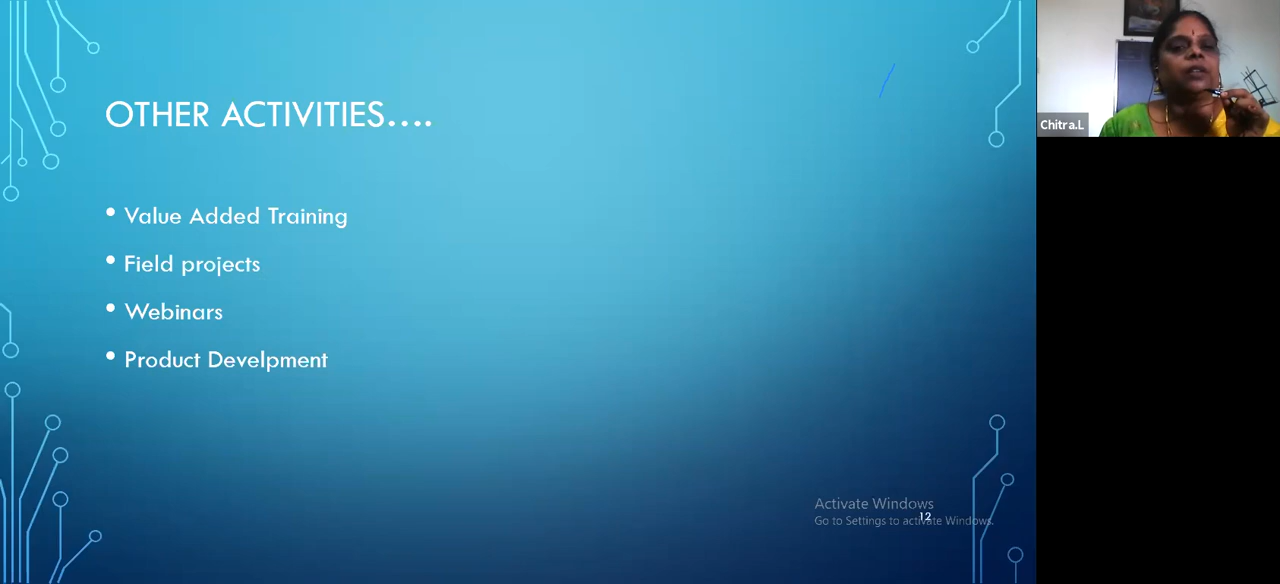 OTHER ACTIVITIES....
• Value Added Training
• Field projects
• Webinars
• Product Develpment
Activate Windows
Go to Settings to activate Windows.
12
Chitra.L